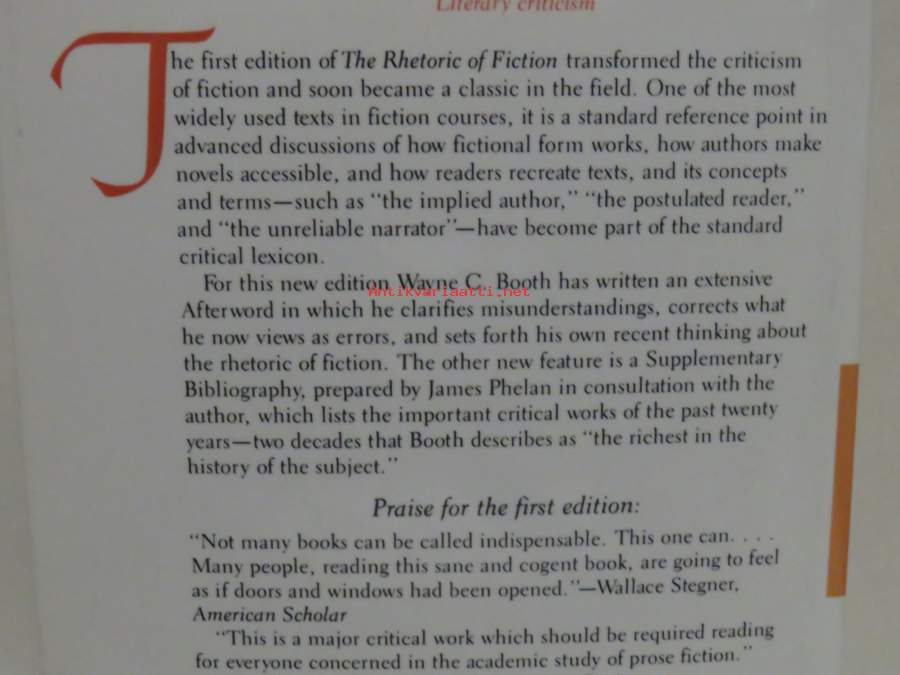 Literary criticism
The first edition of The Rhetoric of Fiction transformed the criticism
of fiction and soon became a classic in the field. One of the most
widely used texts in fiction courses, it is a standard reference point in
advanced discussions of how fictional form works, how authors make
novels accessible, and how readers recreate texts, and its concepts
and terms—such as "the implied author," "the postulated reader,"
and "the unreliable narrator"—have become part of the standard
critical lexicon.
For this new edition Wayne C. Booth has written an extensive
Antikvariaatti.net
Afterword in which he clarifies misunderstandings, corrects what
he now views as errors, and sets forth his own recent thinking about
the rhetoric of fiction. The other new feature is a Supplementary
Bibliography, prepared by James Phelan in consultation with the
author, which lists the important critical works of the past twenty
years—two decades that Booth describes as "the richest in the
history of the subject."
Praise for the first edition:
"Not many books can be called indispensable. This one can. . . .
Many people, reading this sane and cogent book, are going to feel
as if doors and windows had been opened."—Wallace Stegner,
American Scholar
"This is a major critical work which should be required reading
for everyone concerned in the academic study of prose fiction."